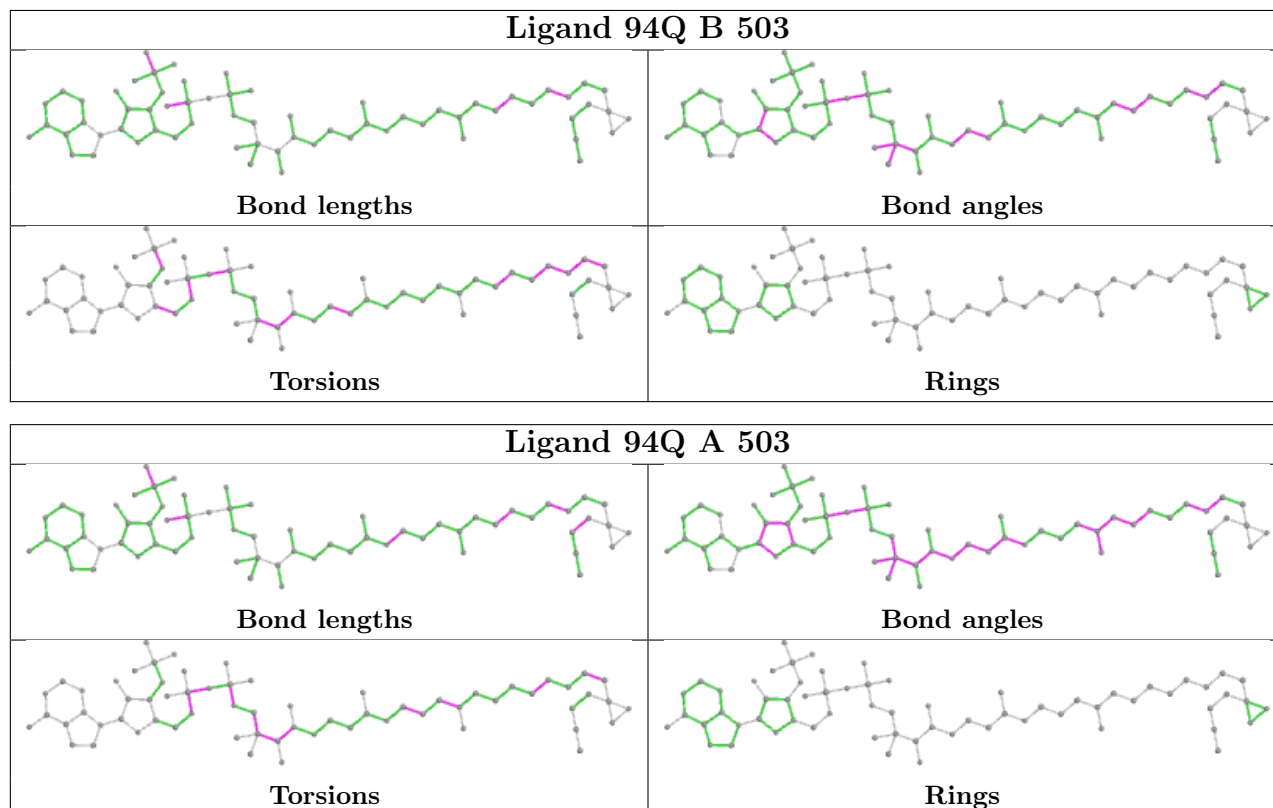 Ligand 94Q B 503
Bond lengths
Bond angles
Torsions
Rings
Ligand 94Q A 503
Bond lengths
Bond angles
Torsions
Rings